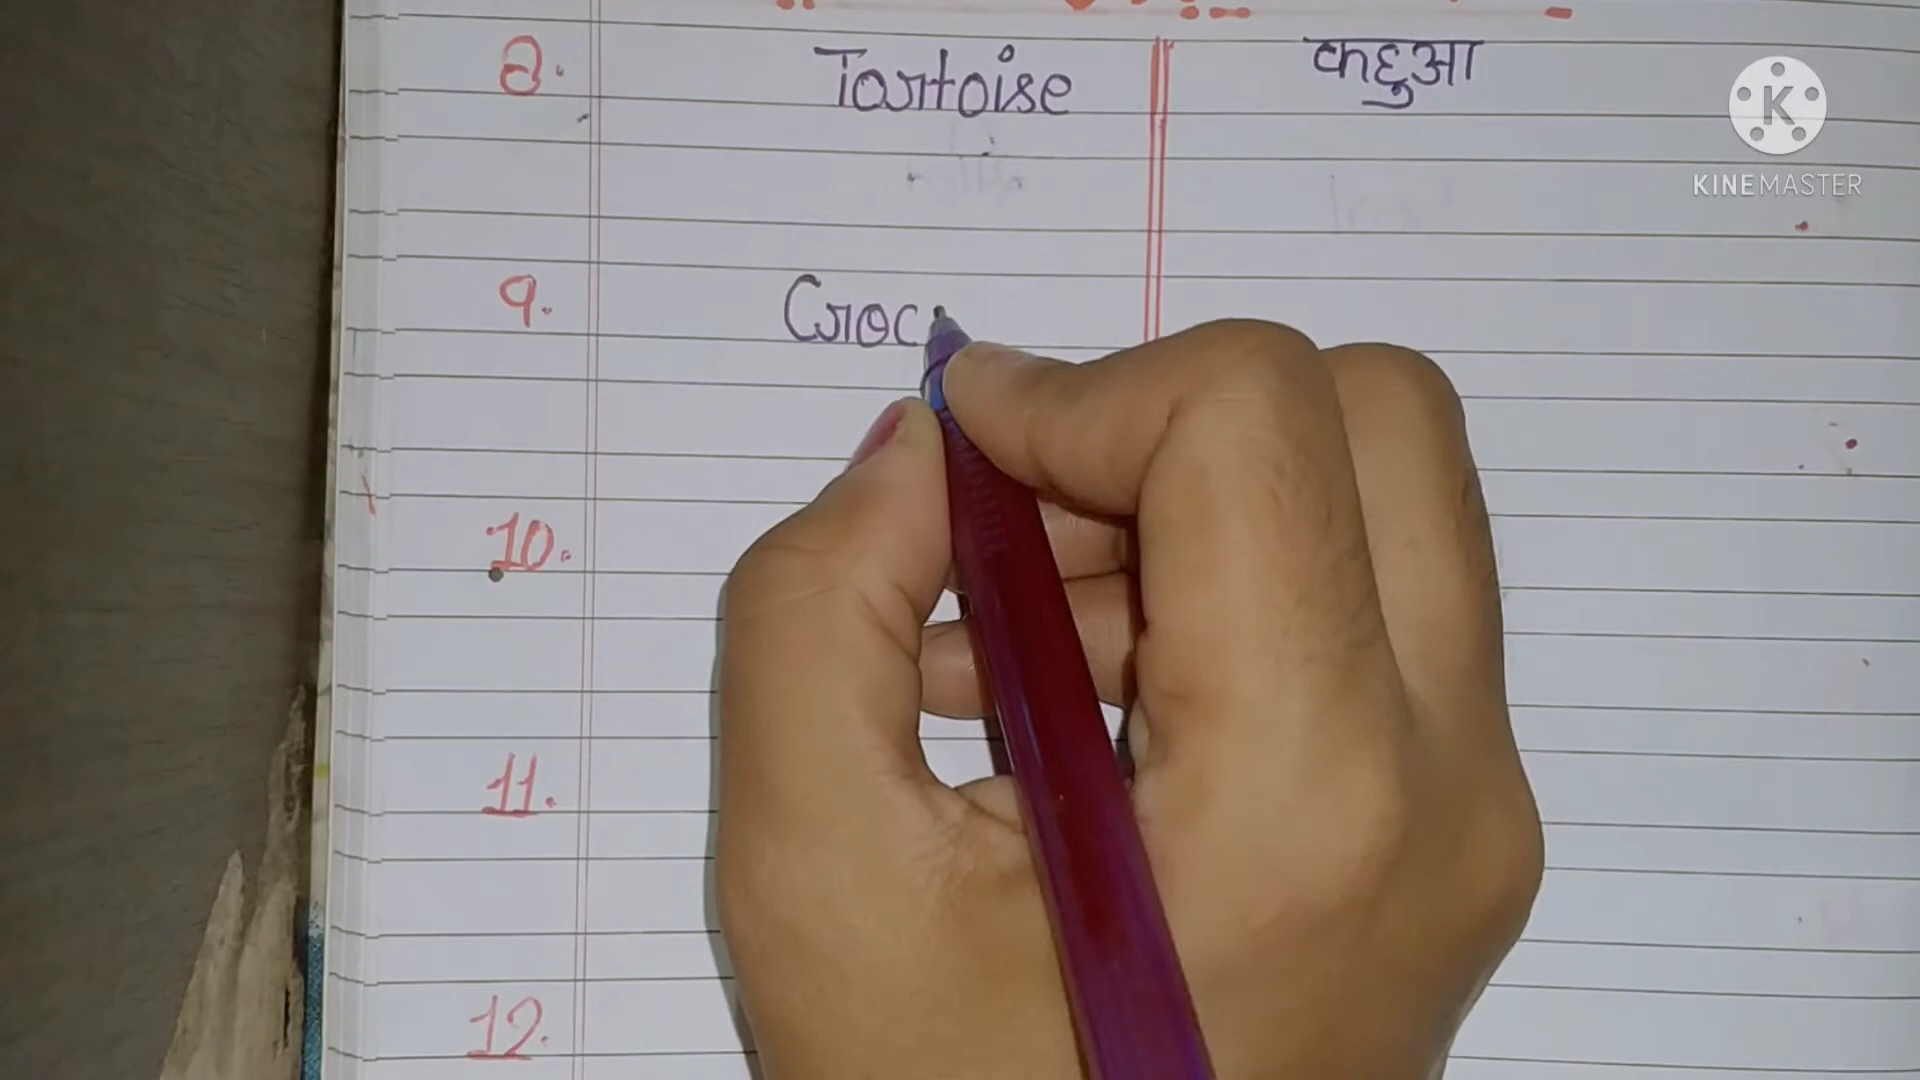 8. Tortoise कछुआ
KINEMASTER
9. Croc
10.
11.
12.